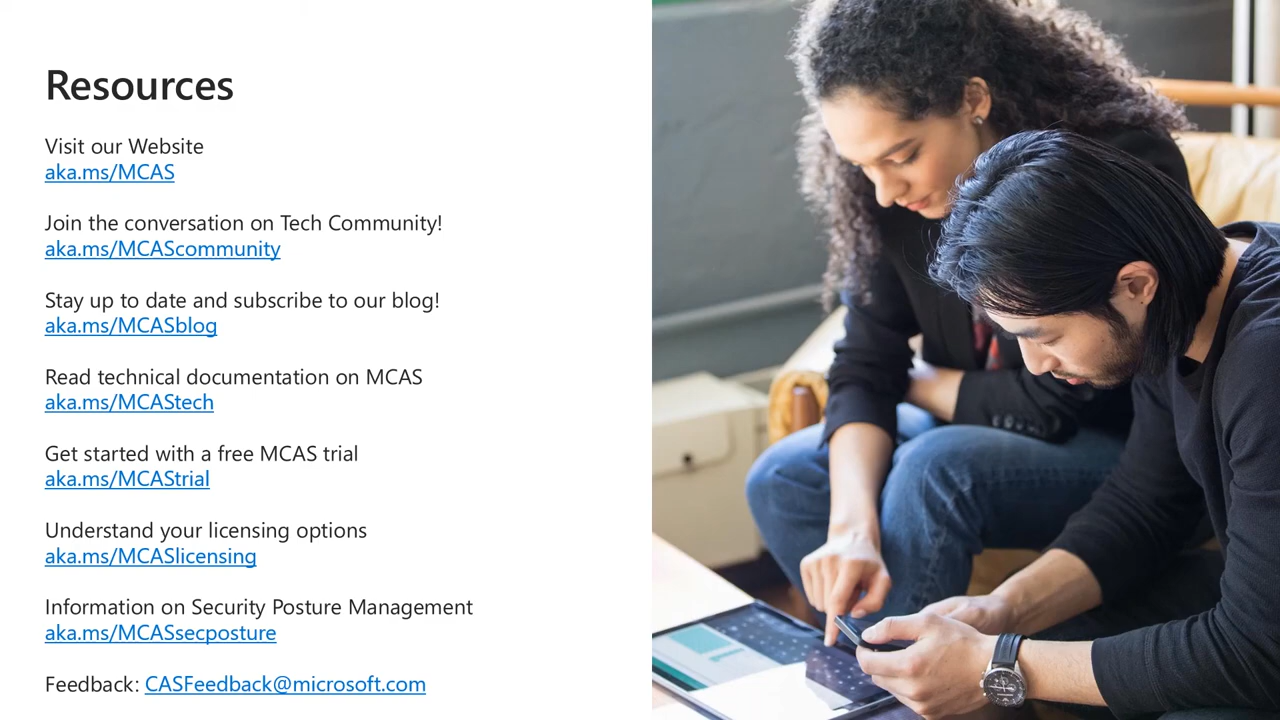 Resources
Visit our Website
aka.ms/MCAS
Join the conversation on Tech Community!
aka.ms/MCAScommunity
Stay up to date and subscribe to our blog!
aka.ms/MCASblog
Read technical documentation on MCAS
aka.ms/MCAStech
Get started with a free MCAS trial
aka.ms/MCAStrial
Understand your licensing options
aka.ms/MCASlicensing
Information on Security Posture Management
aka.ms/MCASsecposture
Feedback: CASFeedback@microsoft.com